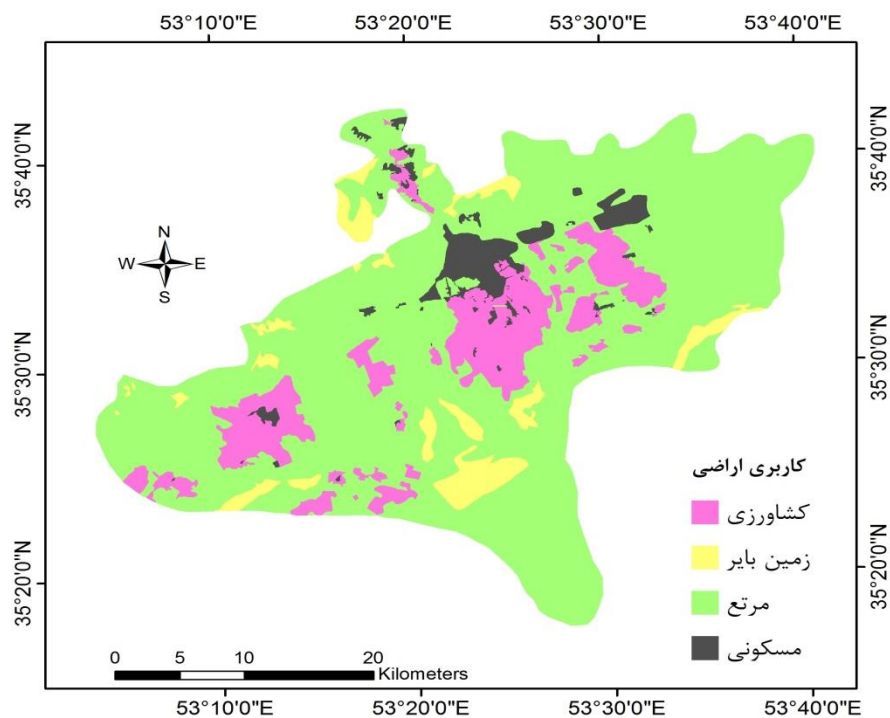 53°10'0"E
53°20'0"E
53°30'0"E
53°40'0"E
35°40'0"N
35°30'0"N
35°20'0"N
35°40'0"N
35°30'0"N
35°20'0"N
N
W
E
S
کاربری اراضی
کشاورزی
زمین بایر
مرتع
مسکونی
0 5 10 20
Kilometers
53°10'0"E
53°20'0"E
53°30'0"E
53°40'0"E